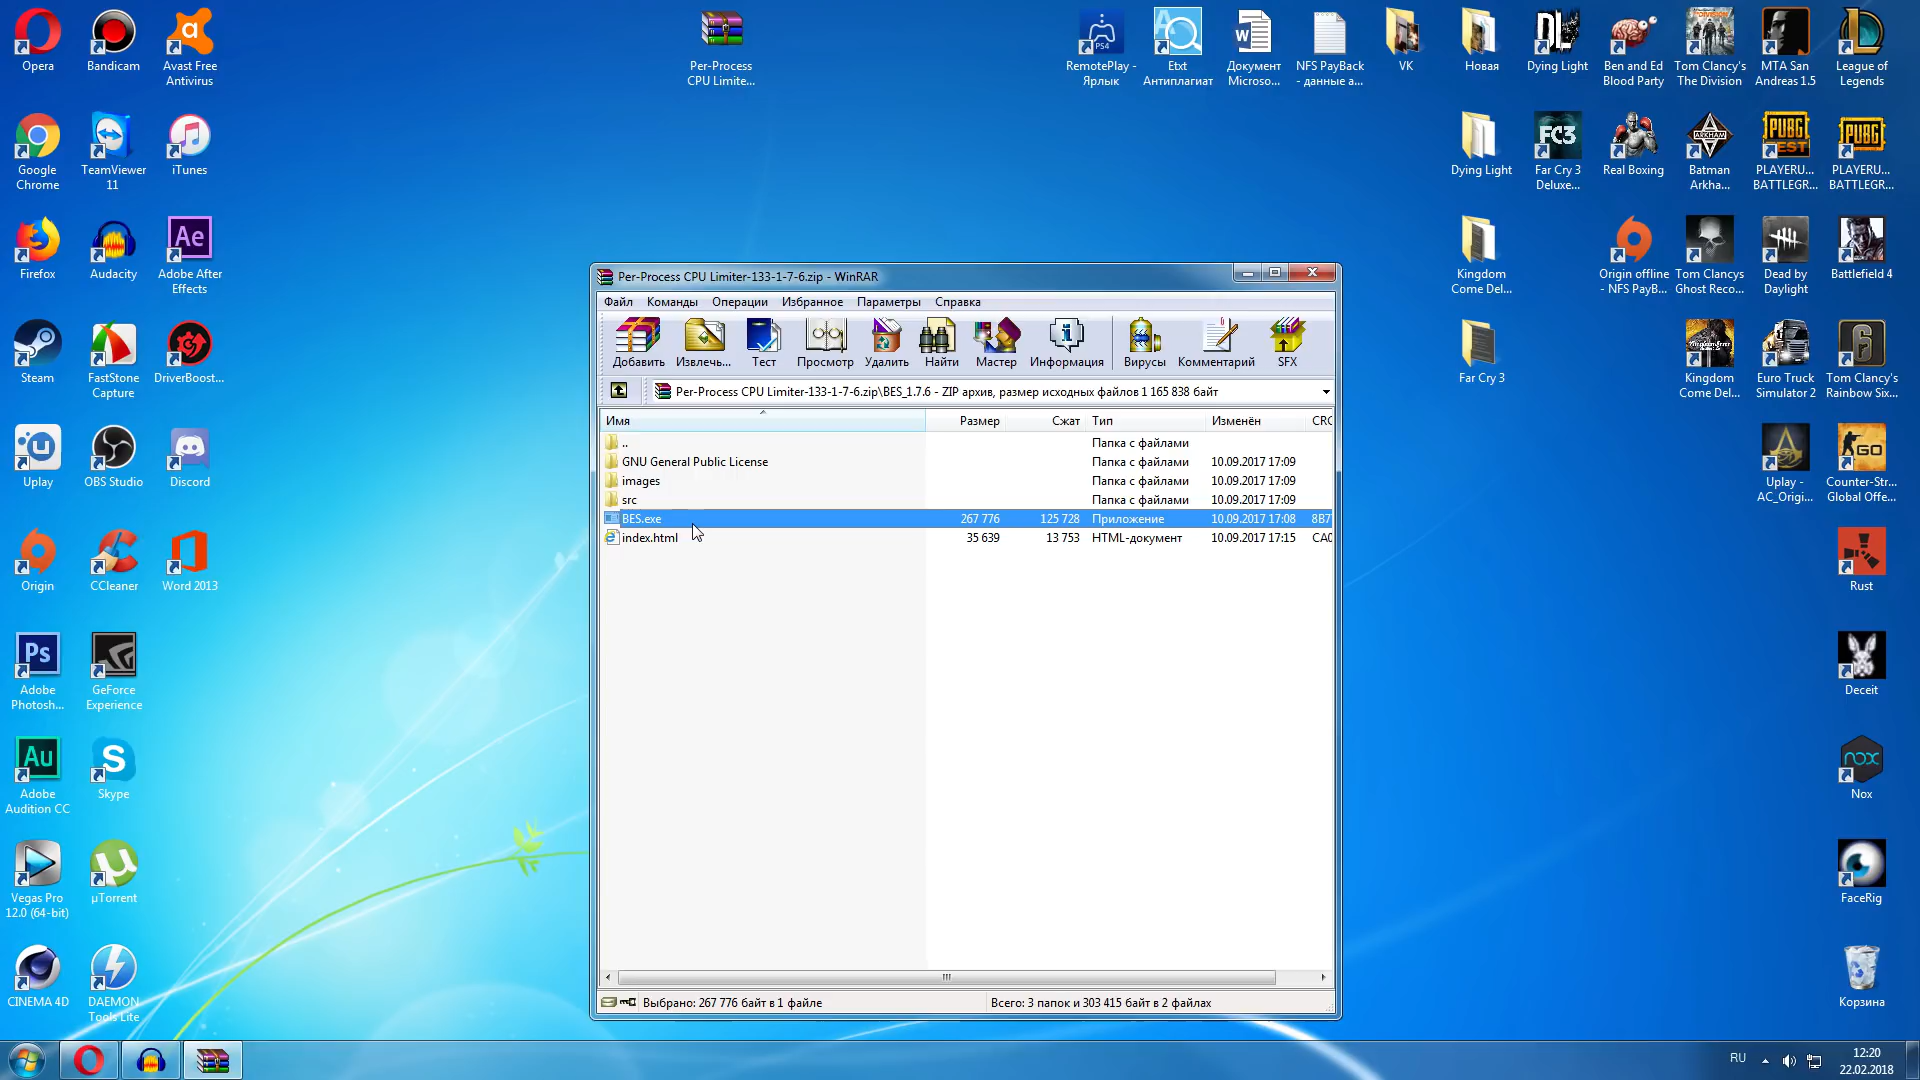 Opera
Bandicam
Avast Free
Antivirus
Per-Process
CPU Limite...
RemotePlay -
Ярлык
Etxt
Антиплагиат
Документ
Microso...
NFS PayBack
- данные а...
VK
Новая
Dying Light
Ben and Ed
Blood Party
Tom Clancy's
The Division
MTA San
Andreas 1.5
League of
Legends
Google
Chrome
TeamViewer
11
iTunes
Dying Light
Far Cry 3
Deluxe...
Real Boxing
Batman
Arkha...
PLAYERU...
BATTLEGR...
PLAYERU...
BATTLEGR...
Firefox
Audacity
Adobe After
Effects
Kingdom
Come Del...
Origin offline
- NFS PayB...
Tom Clancys
Ghost Reco...
Dead by
Daylight
Battlefield 4
Steam
FastStone
Capture
DriverBoost...
Far Cry 3
Kingdom
Come Del...
Euro Truck
Simulator 2
Tom Clancy's
Rainbow Six...
Uplay
OBS Studio
Discord
Uplay -
AC_Origi...
Counter-Str...
Global Offe...
Origin
CCleaner
Word 2013
Rust
Adobe
Photosh...
GeForce
Experience
Deceit
Adobe
Audition CC
Skype
Nox
Vegas Pro
12.0 (64-bit)
µTorrent
FaceRig
CINEMA 4D
DAEMON
Tools Lite
Корзина
Per-Process CPU Limiter-133-1-7-6.zip - WinRAR
Файл Команды Операции Избранное Параметры Справка
Добавить Извлечь... Тест Просмотр Удалить Найти Мастер Информация Вирусы Комментарий SFX
Per-Process CPU Limiter-133-1-7-6.zip\BES_1.7.6 - ZIP архив, размер исходных файлов 1 165 838 байт
Имя Размер Сжат Тип Изменён CRC
.. Папка с файлами
GNU General Public License Папка с файлами 10.09.2017 17:09
images Папка с файлами 10.09.2017 17:09
src Папка с файлами 10.09.2017 17:09
BES.exe 267 776 125 728 Приложение 10.09.2017 17:08 8B7
index.html 35 639 13 753 HTML-документ 10.09.2017 17:15 CA0
Выбрано: 267 776 байт в 1 файле Всего: 3 папок и 303 415 байт в 2 файлах
RU
12:20
22.02.2018